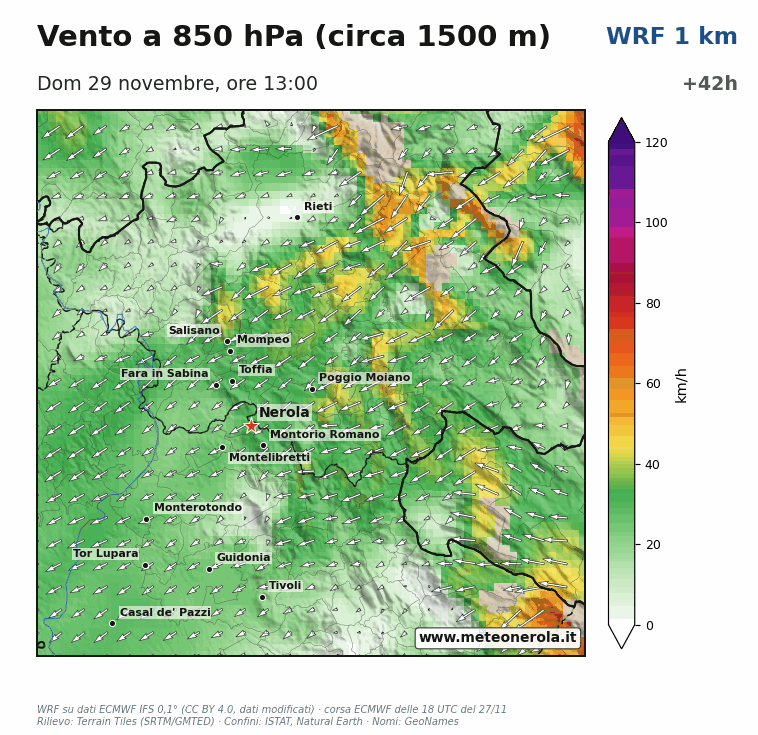 Vento a 850 hPa (circa 1500 m)
WRF 1 km
Dom 29 novembre, ore 13:00
+42h
Rieti
Salisano
Mompeo
Fara in Sabina
Toffia
Poggio Moiano
Nerola
Montorio Romano
Montelibretti
Monterotondo
Tor Lupara
Guidonia
Tivoli
Casal de' Pazzi
www.meteonerola.it
120
100
80
60
40
20
0
km/h
WRF su dati ECMWF IFS 0,1° (CC BY 4.0, dati modificati) · corsa ECMWF delle 18 UTC del 27/11
Rilievo: Terrain Tiles (SRTM/GMTED) · Confini: ISTAT, Natural Earth · Nomi: GeoNames